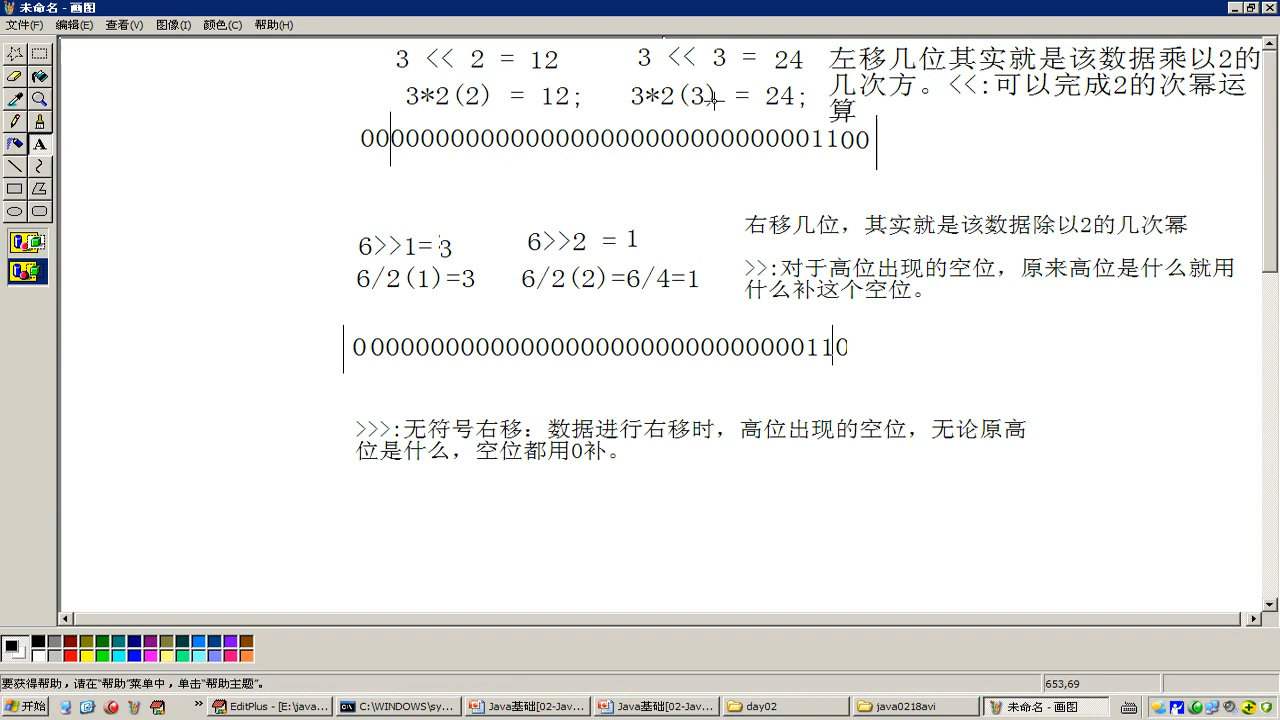 未命名 - 画图
文件(F) 编辑(E) 查看(V) 图像(I) 颜色(C) 帮助(H)
3 << 2 = 12 3 << 3 = 24
3*2(2) = 12; 3*2(3) = 24;
左移几位其实就是该数据乘以2的
几次方。<<:可以完成2的次幂运
算
00000000000000000000000000001100
6>>1=3 6>>2 = 1
6/2(1)=3 6/2(2)=6/4=1
右移几位，其实就是该数据除以2的几次幂
>>:对于高位出现的空位，原来高位是什么就用
什么补这个空位。
000000000000000000000000000000110
>>>:无符号右移：数据进行右移时，高位出现的空位，无论原高
位是什么，空位都用0补。
要获得帮助，请在“帮助”菜单中，单击“帮助主题”。
653,69
开始 EditPlus - [E:\java... C:\WINDOWS\sy... Java基础[02-Jav... Java基础[02-Jav... day02 java0218avi 未命名 - 画图